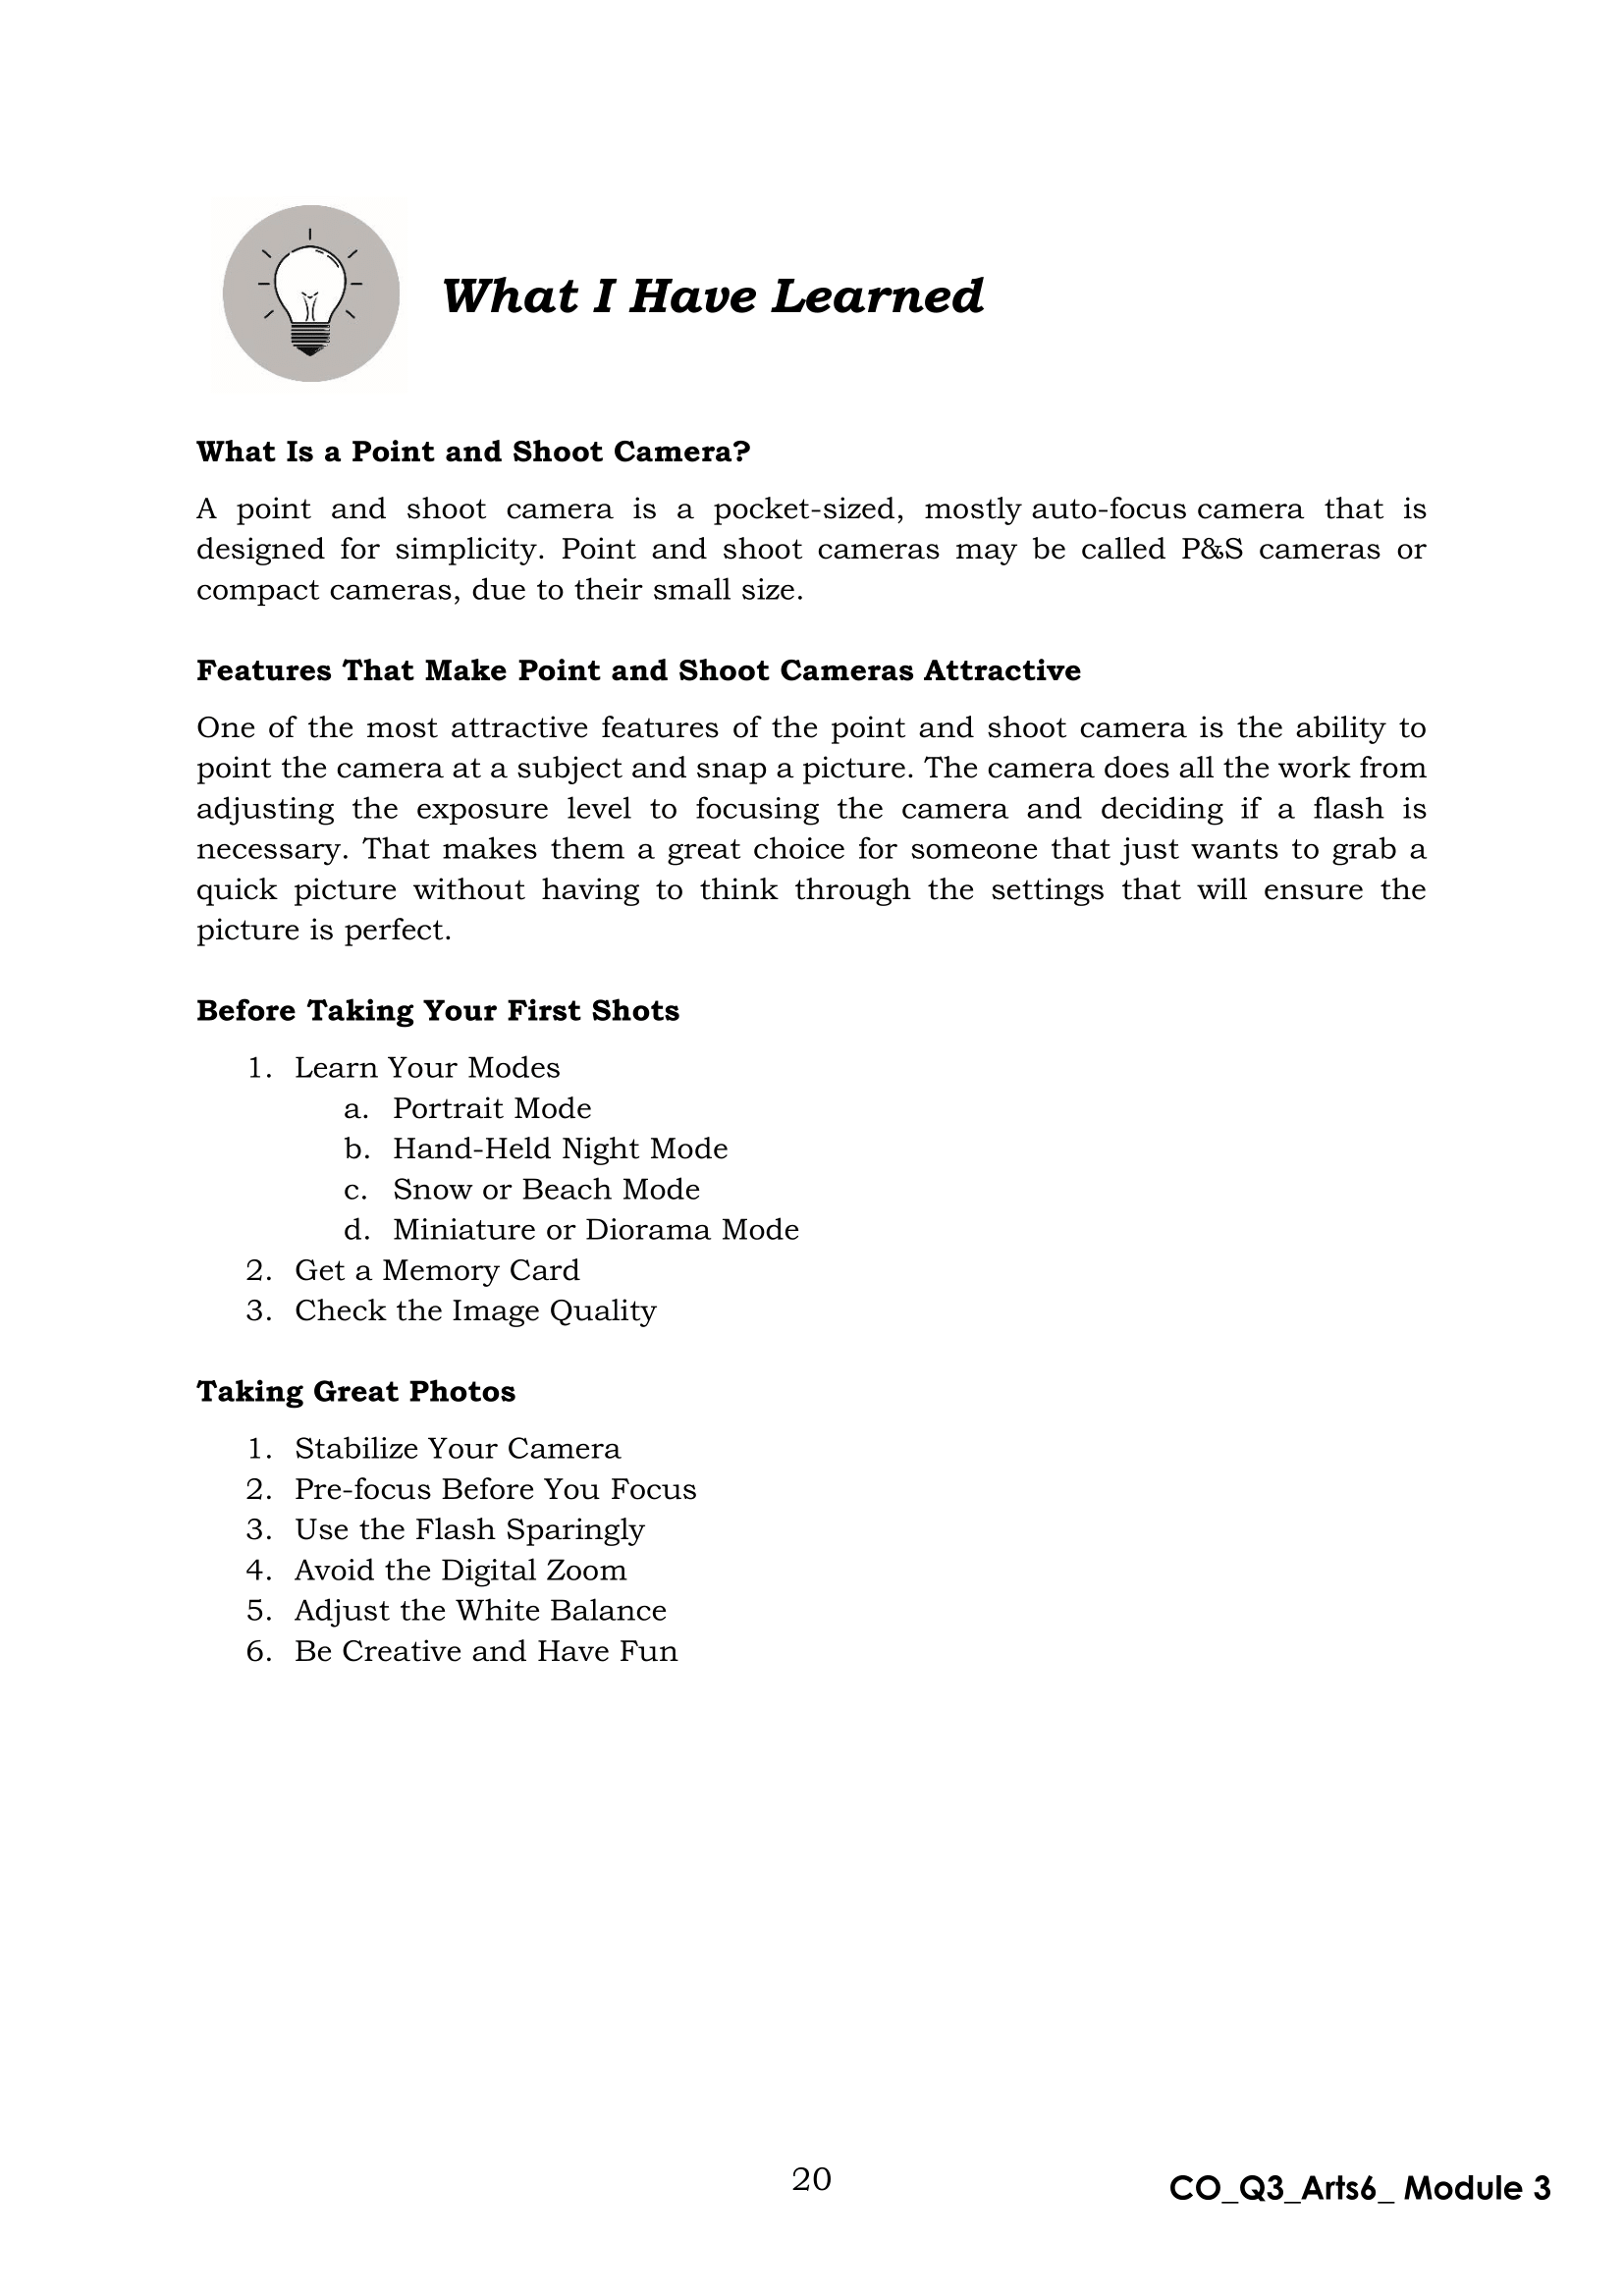 What I Have Learned
What Is a Point and Shoot Camera?
A point and shoot camera is a pocket-sized, mostly auto-focus camera that is
designed for simplicity. Point and shoot cameras may be called P&S cameras or
compact cameras, due to their small size.
Features That Make Point and Shoot Cameras Attractive
One of the most attractive features of the point and shoot camera is the ability to
point the camera at a subject and snap a picture. The camera does all the work from
adjusting the exposure level to focusing the camera and deciding if a flash is
necessary. That makes them a great choice for someone that just wants to grab a
quick picture without having to think through the settings that will ensure the
picture is perfect.
Before Taking Your First Shots
1. Learn Your Modes
a. Portrait Mode
b. Hand-Held Night Mode
c. Snow or Beach Mode
d. Miniature or Diorama Mode
2. Get a Memory Card
3. Check the Image Quality
Taking Great Photos
1. Stabilize Your Camera
2. Pre-focus Before You Focus
3. Use the Flash Sparingly
4. Avoid the Digital Zoom
5. Adjust the White Balance
6. Be Creative and Have Fun
20
CO_Q3_Arts6_ Module 3